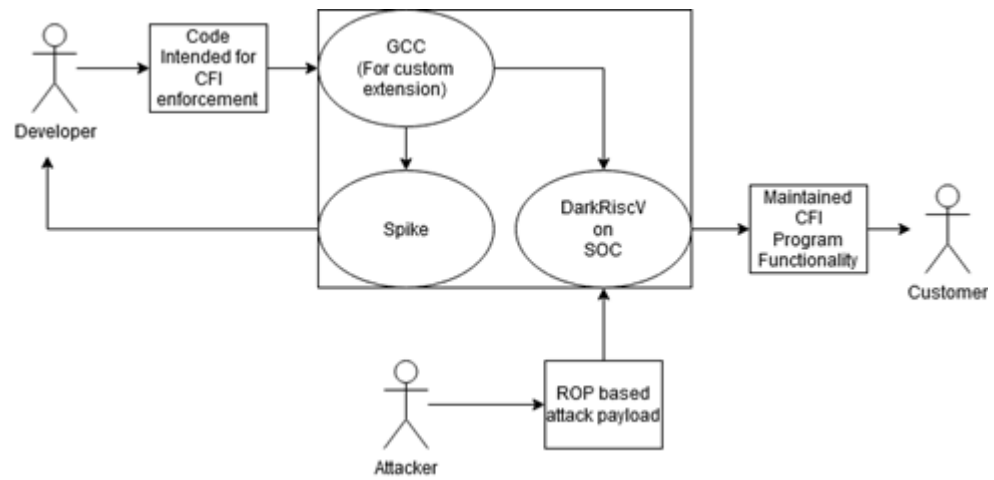 Developer
Code
Intended for
CFI
enforcement
GCC
(For custom
extension)
Spike
DarkRiscV
on
SOC
Maintained
CFI
Program
Functionality
Customer
Attacker
ROP based
attack payload